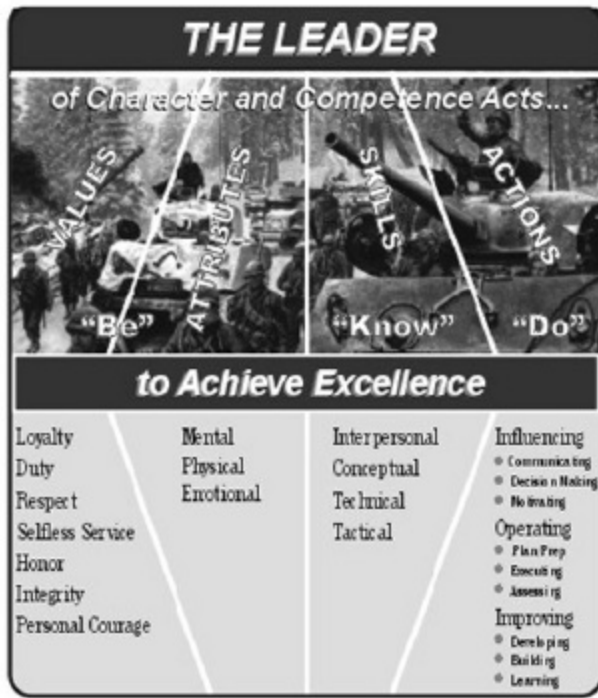 THE LEADER
of Character and Competence Acts...
VALUES
ATTRIBUTES
SKILLS
ACTIONS
“Be”
“Know”
“Do”
to Achieve Excellence
Loyalty
Duty
Respect
Selfless Service
Honor
Integrity
Personal Courage
Mental
Physical
Emotional
Interpersonal
Conceptual
Technical
Tactical
Influencing
Communicating
Decision Making
Motivating
Operating
Plan Prep
Executing
Assessing
Improving
Developing
Building
Learning